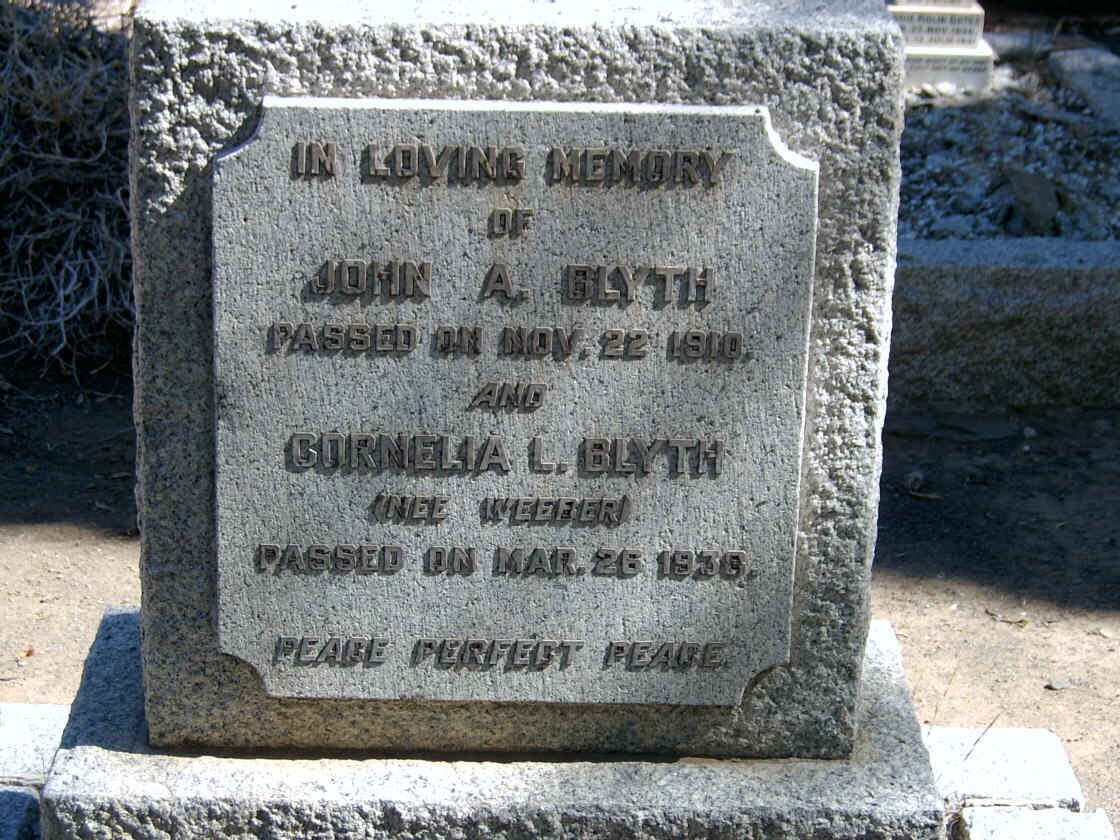 IN LOVING MEMORY
OF
JOHN A. BLYTH
PASSED ON NOV. 22 1910.
AND
CORNELIA L. BLYTH
(NEE WEEBER)
PASSED ON MAR. 26 1938.
PEACE PERFECT PEACE.